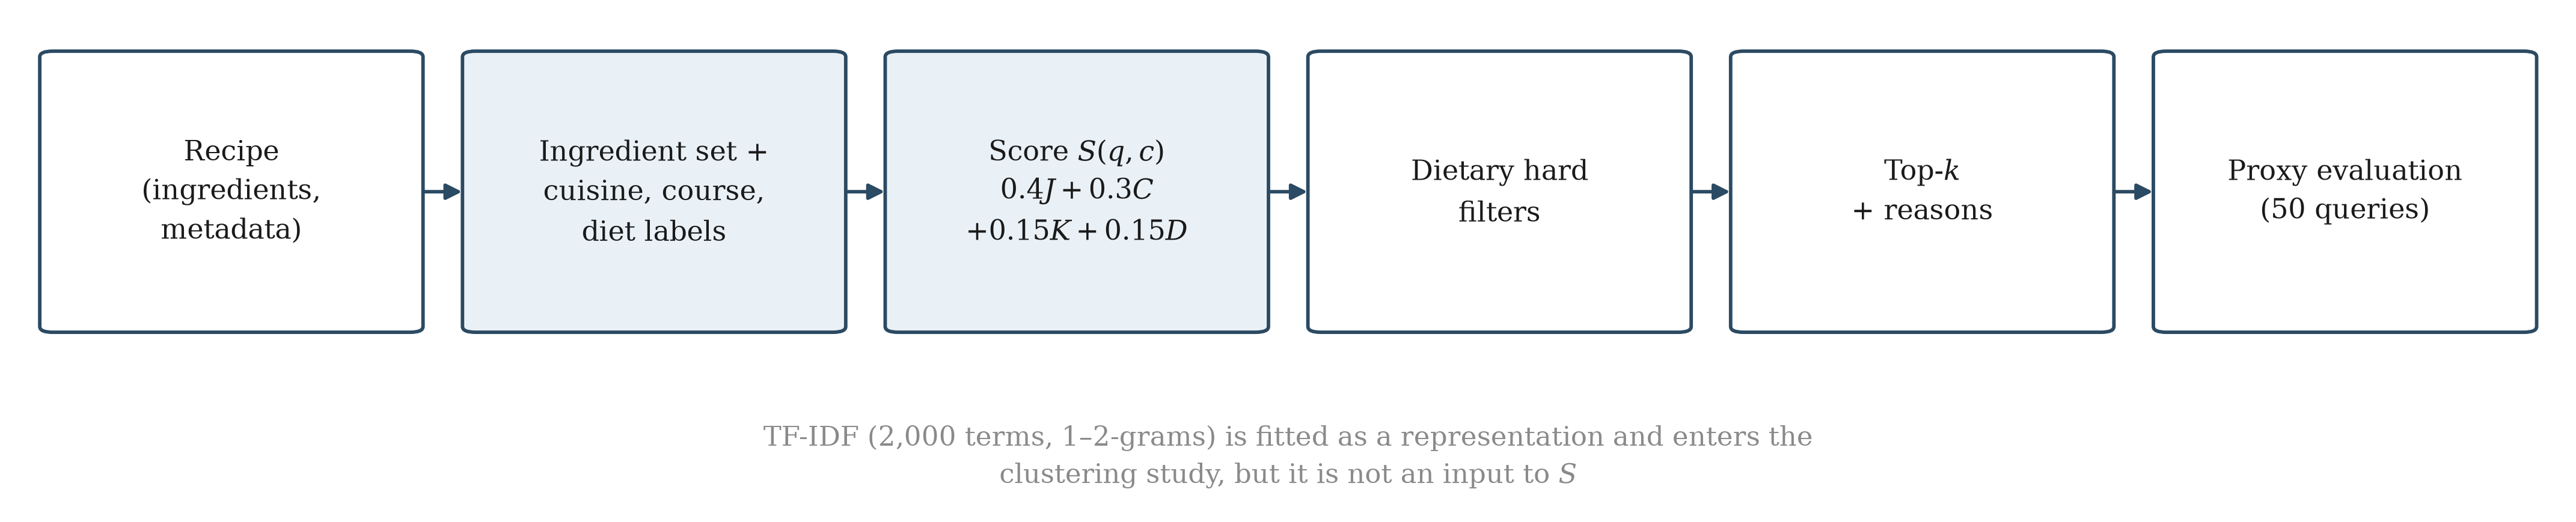 Recipe
(ingredients,
metadata)
Ingredient set +
cuisine, course,
diet labels
Score S(q, c)
0.4J + 0.3C
+0.15K + 0.15D
Dietary hard
filters
Top-k
+ reasons
Proxy evaluation
(50 queries)
TF-IDF (2,000 terms, 1–2-grams) is fitted as a representation and enters the
clustering study, but it is not an input to S